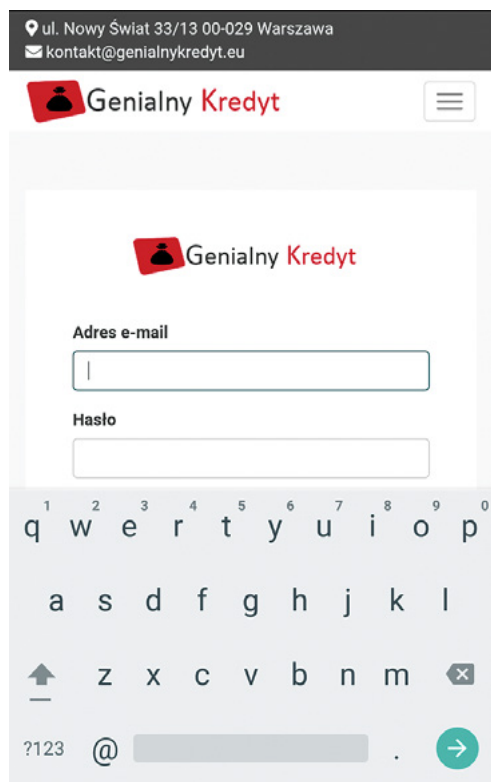 ul. Nowy Świat 33/13 00-029 Warszawa
kontakt@genialnykredyt.eu
Genialny Kredyt
Genialny Kredyt
Adres e-mail
Hasło
1 2 3 4 5 6 7 8 9 0
q w e r t y u i o p
a s d f g h j k l
z x c v b n m
?123 @ .